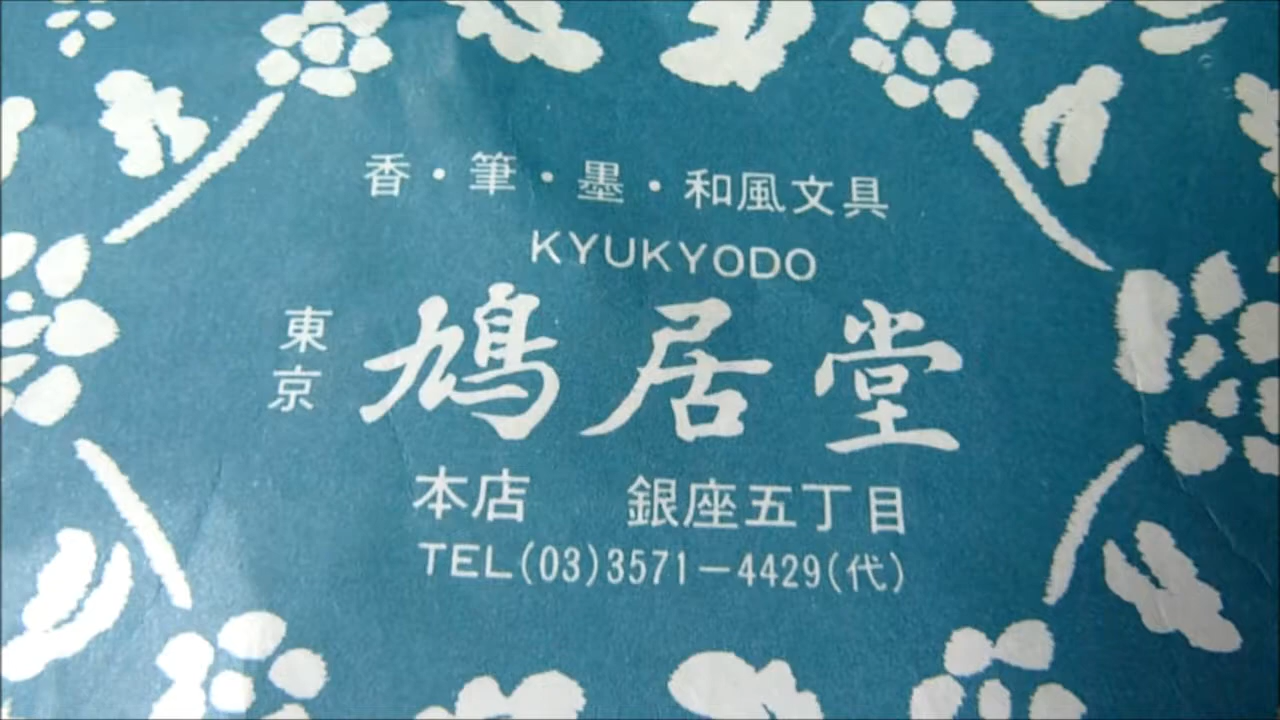 香・筆・墨・和風文具
KYUKYODO
東京
鳩居堂
本店 銀座五丁目
TEL(03)3571-4429(代)